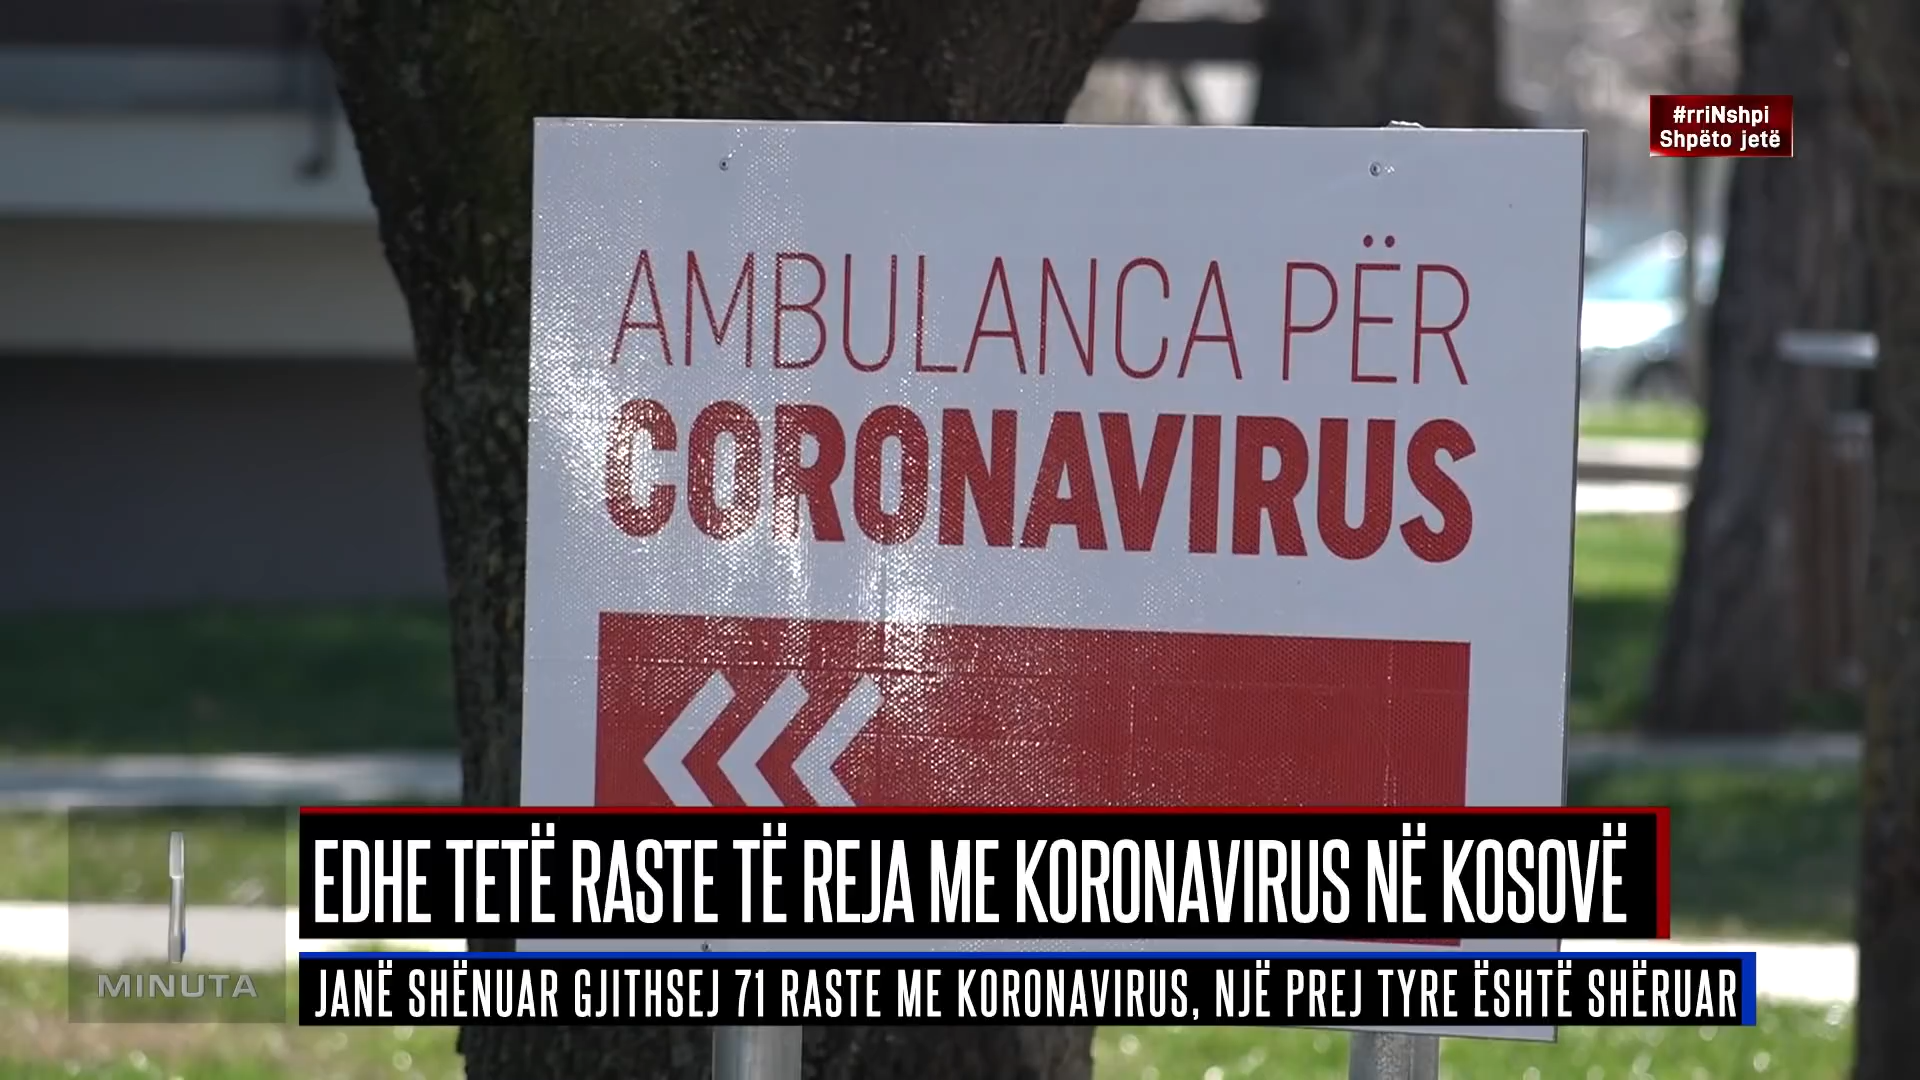 #rriNshpi
Shpëto jetë
AMBULANCA PËR
CORONAVIRUS
EDHE TETË RASTE TË REJA ME KORONAVIRUS NË KOSOVË
JANË SHËNUAR GJITHSEJ 71 RASTE ME KORONAVIRUS, NJË PREJ TYRE ËSHTË SHËRUAR
1
MINUTA